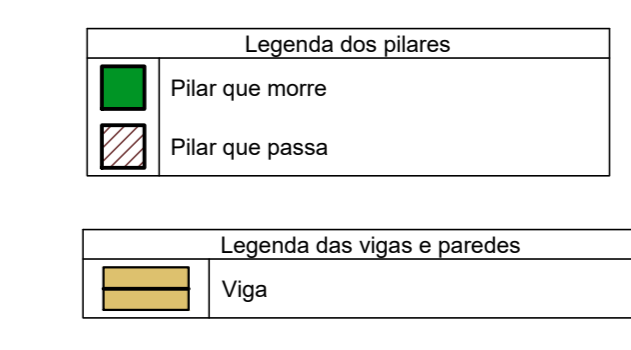 Legenda dos pilares
Pilar que morre
Pilar que passa
Legenda das vigas e paredes
Viga